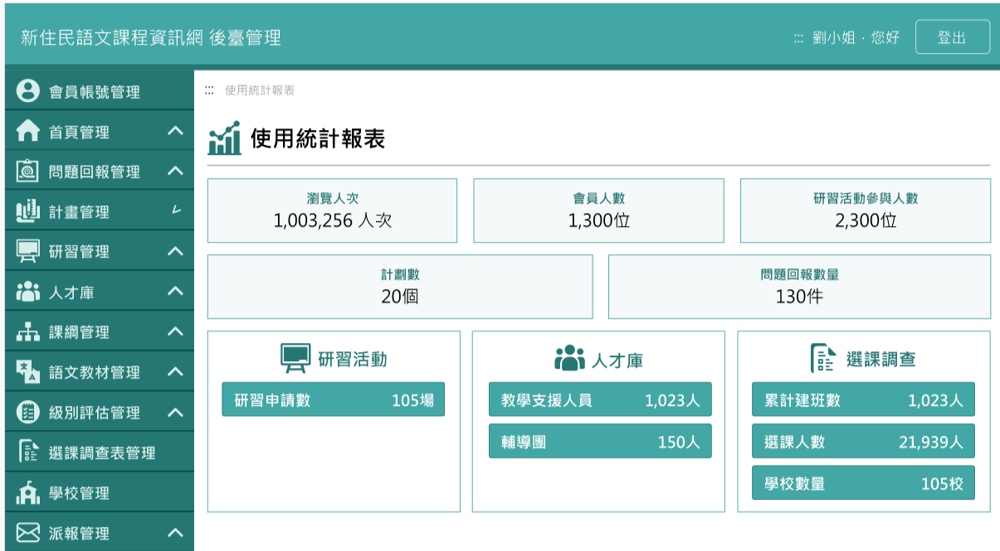 新住民語文課程資訊網 後臺管理
::: 劉小姐 · 您好
登出
會員帳號管理
首頁管理
問題回報管理
計畫管理
研習管理
人才庫
課綱管理
語文教材管理
級別評估管理
選課調查表管理
學校管理
派報管理
::: 使用統計報表
使用統計報表
瀏覽人次
1,003,256 人次
會員人數
1,300位
研習活動參與人數
2,300位
計劃數
20個
問題回報數量
130件
研習活動
研習申請數 105場
人才庫
教學支援人員 1,023人
輔導團 150人
選課調查
累計建班數 1,023人
選課人數 21,939人
學校數量 105校